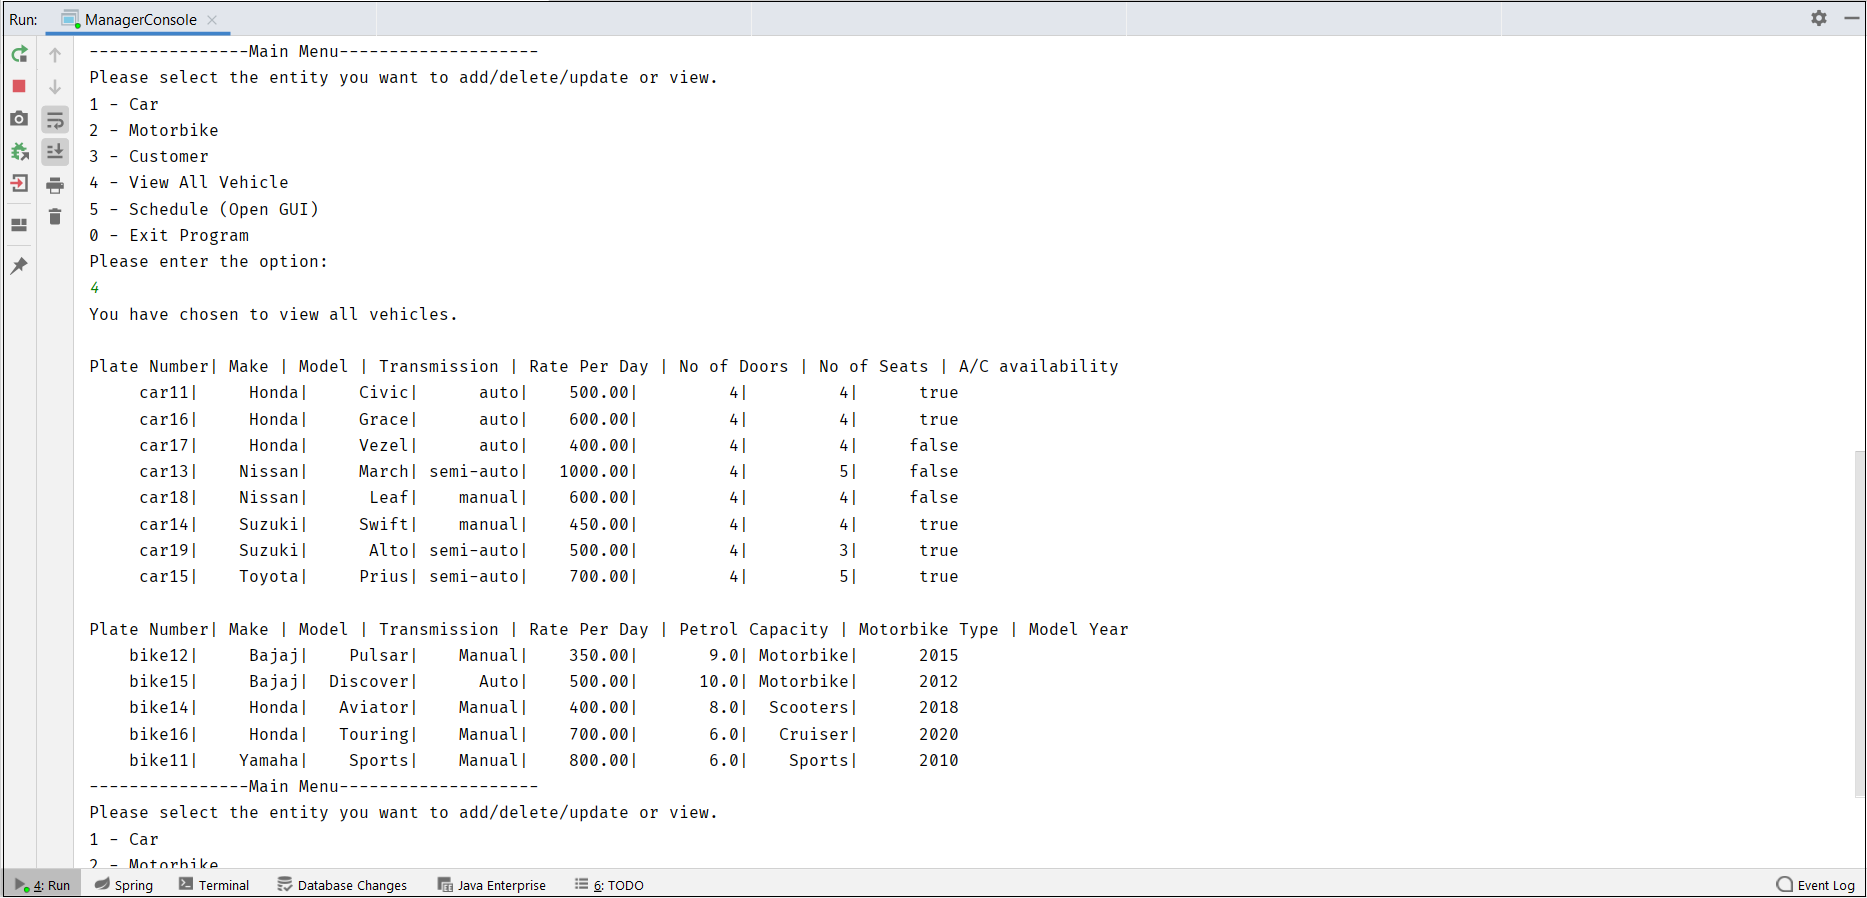 Run: ManagerConsole
----------------Main Menu--------------------
Please select the entity you want to add/delete/update or view.
1 - Car
2 - Motorbike
3 - Customer
4 - View All Vehicle
5 - Schedule (Open GUI)
0 - Exit Program
Please enter the option:
4
You have chosen to view all vehicles.
Plate Number| Make | Model | Transmission | Rate Per Day | No of Doors | No of Seats | A/C availability
car11| Honda| Civic| auto| 500.00| 4| 4| true
car16| Honda| Grace| auto| 600.00| 4| 4| true
car17| Honda| Vezel| auto| 400.00| 4| 4| false
car13| Nissan| March| semi-auto| 1000.00| 4| 5| false
car18| Nissan| Leaf| manual| 600.00| 4| 4| false
car14| Suzuki| Swift| manual| 450.00| 4| 4| true
car19| Suzuki| Alto| semi-auto| 500.00| 4| 3| true
car15| Toyota| Prius| semi-auto| 700.00| 4| 5| true
Plate Number| Make | Model | Transmission | Rate Per Day | Petrol Capacity | Motorbike Type | Model Year
bike12| Bajaj| Pulsar| Manual| 350.00| 9.0| Motorbike| 2015
bike15| Bajaj| Discover| Auto| 500.00| 10.0| Motorbike| 2012
bike14| Honda| Aviator| Manual| 400.00| 8.0| Scooters| 2018
bike16| Honda| Touring| Manual| 700.00| 6.0| Cruiser| 2020
bike11| Yamaha| Sports| Manual| 800.00| 6.0| Sports| 2010
----------------Main Menu--------------------
Please select the entity you want to add/delete/update or view.
1 - Car
2 - Motorbike
4: Run Spring Terminal Database Changes Java Enterprise 6: TODO Event Log